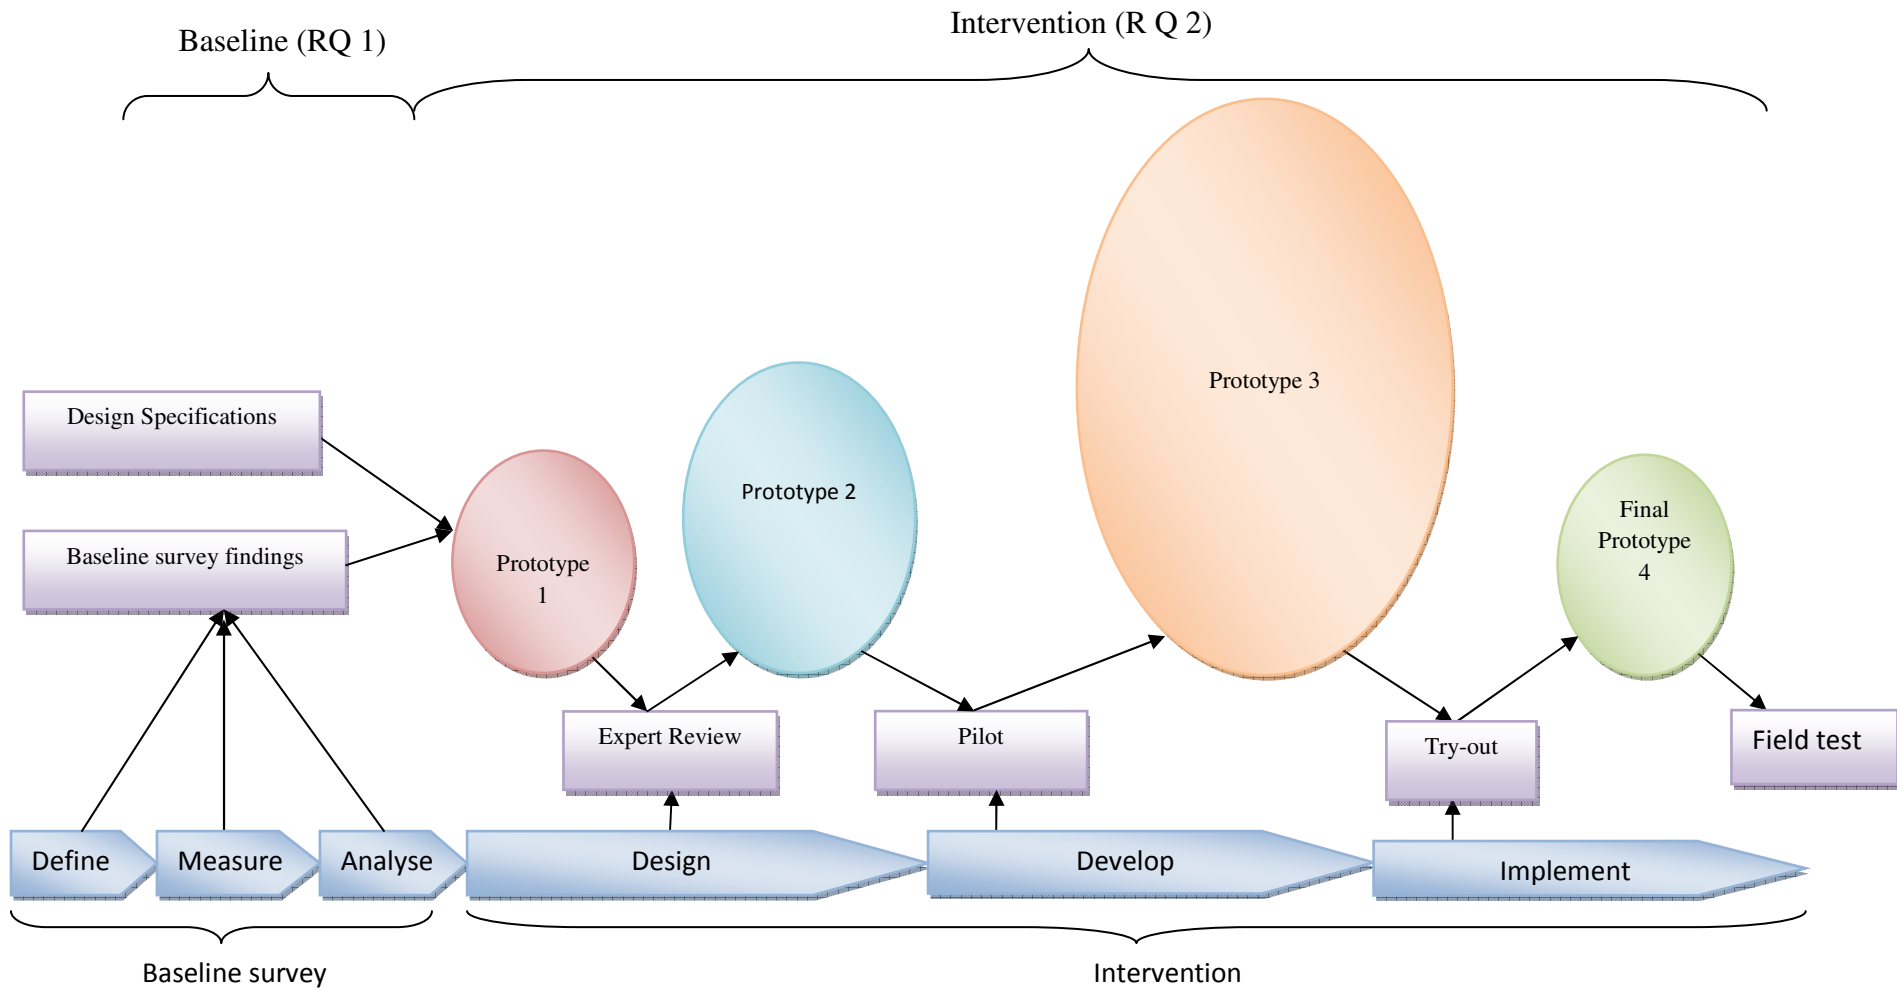 Intervention (R Q 2)
Baseline (RQ 1)
Design Specifications
Baseline survey findings
Prototype
1
Prototype 2
Prototype 3
Final
Prototype
4
Expert Review
Pilot
Try-out
Field test
Define
Measure
Analyse
Design
Develop
Implement
Baseline survey
Intervention